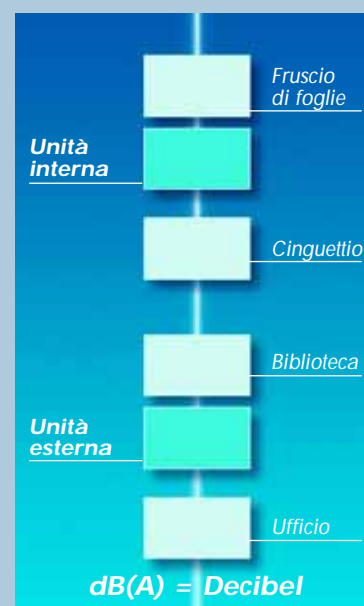 Fruscio
di foglie
Unità
interna
Cinguettio
Biblioteca
Unità
esterna
Ufficio
dB(A) = Decibel